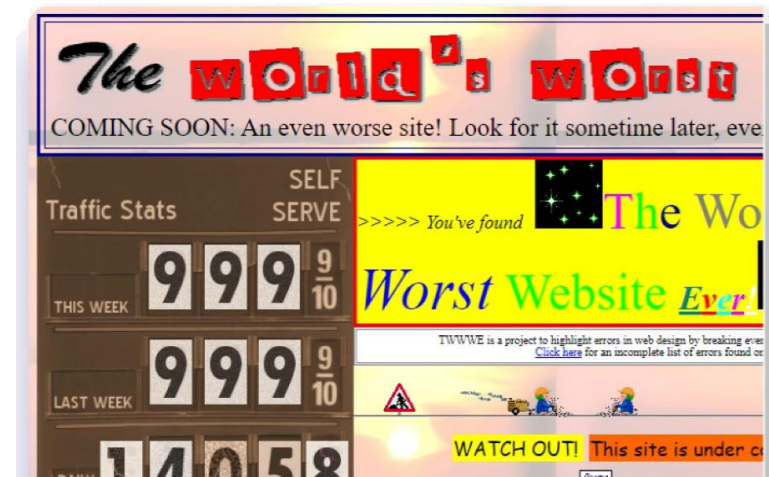 The world's worst
COMING SOON: An even worse site! Look for it sometime later, eve
SELF
Traffic Stats SERVE
THIS WEEK 999 9/10
LAST WEEK 999 9/10
14058
>>>>> You've found The Wo
Worst Website Ever!
TWWWE is a project to highlight errors in web design by breaking eve
Click here for an incomplete list of errors found o
WATCH OUT! This site is under c